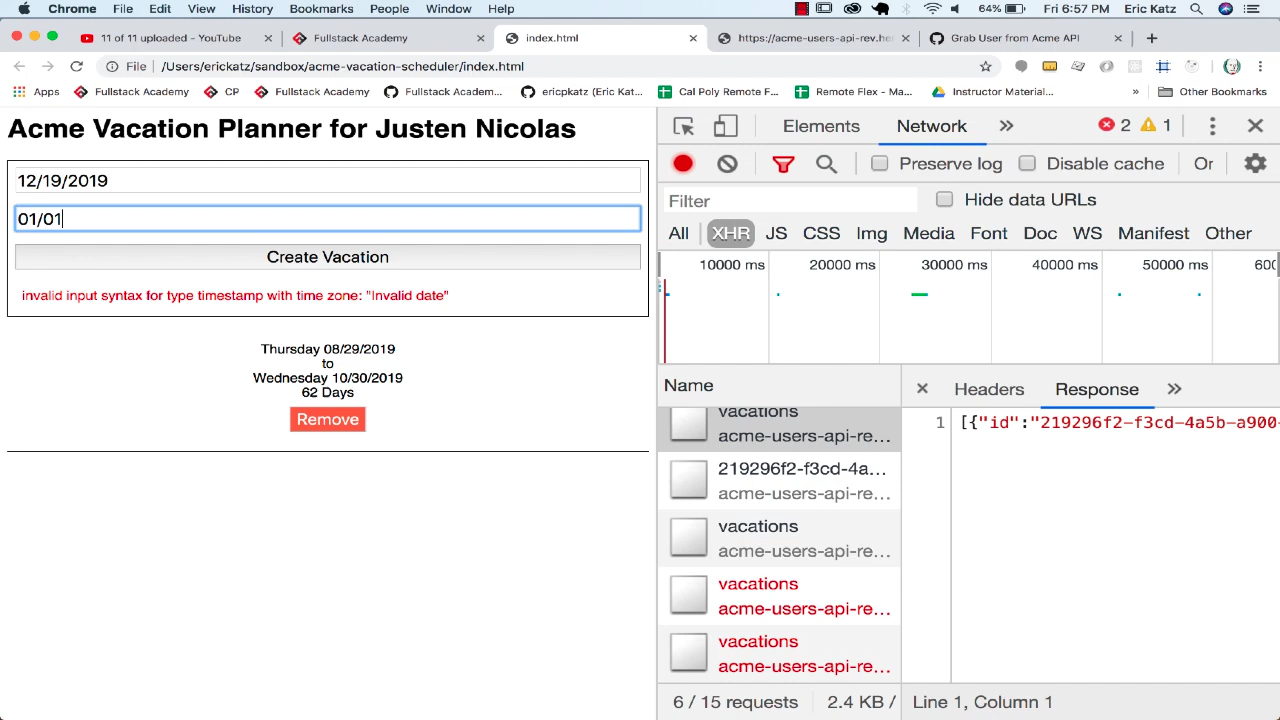 Chrome File Edit View History Bookmarks People Window Help 64% Fri 6:57 PM Eric Katz
11 of 11 uploaded - YouTube
Fullstack Academy
index.html
https://acme-users-api-rev.he
Grab User from Acme API
File | /Users/erickatz/sandbox/acme-vacation-scheduler/index.html
Apps Fullstack Academy CP Fullstack Academy Fullstack Academ... ericpkatz (Eric Kat... Cal Poly Remote F... Remote Flex - Ma... Instructor Material... » Other Bookmarks
Acme Vacation Planner for Justen Nicolas
12/19/2019
01/01
Create Vacation
invalid input syntax for type timestamp with time zone: "Invalid date"
Thursday 08/29/2019
to
Wednesday 10/30/2019
62 Days
Remove
Elements Network 2 1
Preserve log Disable cache Or
Filter Hide data URLs
All XHR JS CSS Img Media Font Doc WS Manifest Other
10000 ms 20000 ms 30000 ms 40000 ms 50000 ms 600
Name
vacations
acme-users-api-re...
219296f2-f3cd-4a...
acme-users-api-re...
vacations
acme-users-api-re...
vacations
acme-users-api-re...
vacations
acme-users-api-re...
6 / 15 requests 2.4 KB /
Headers Response
1 [{"id":"219296f2-f3cd-4a5b-a900-
Line 1, Column 1